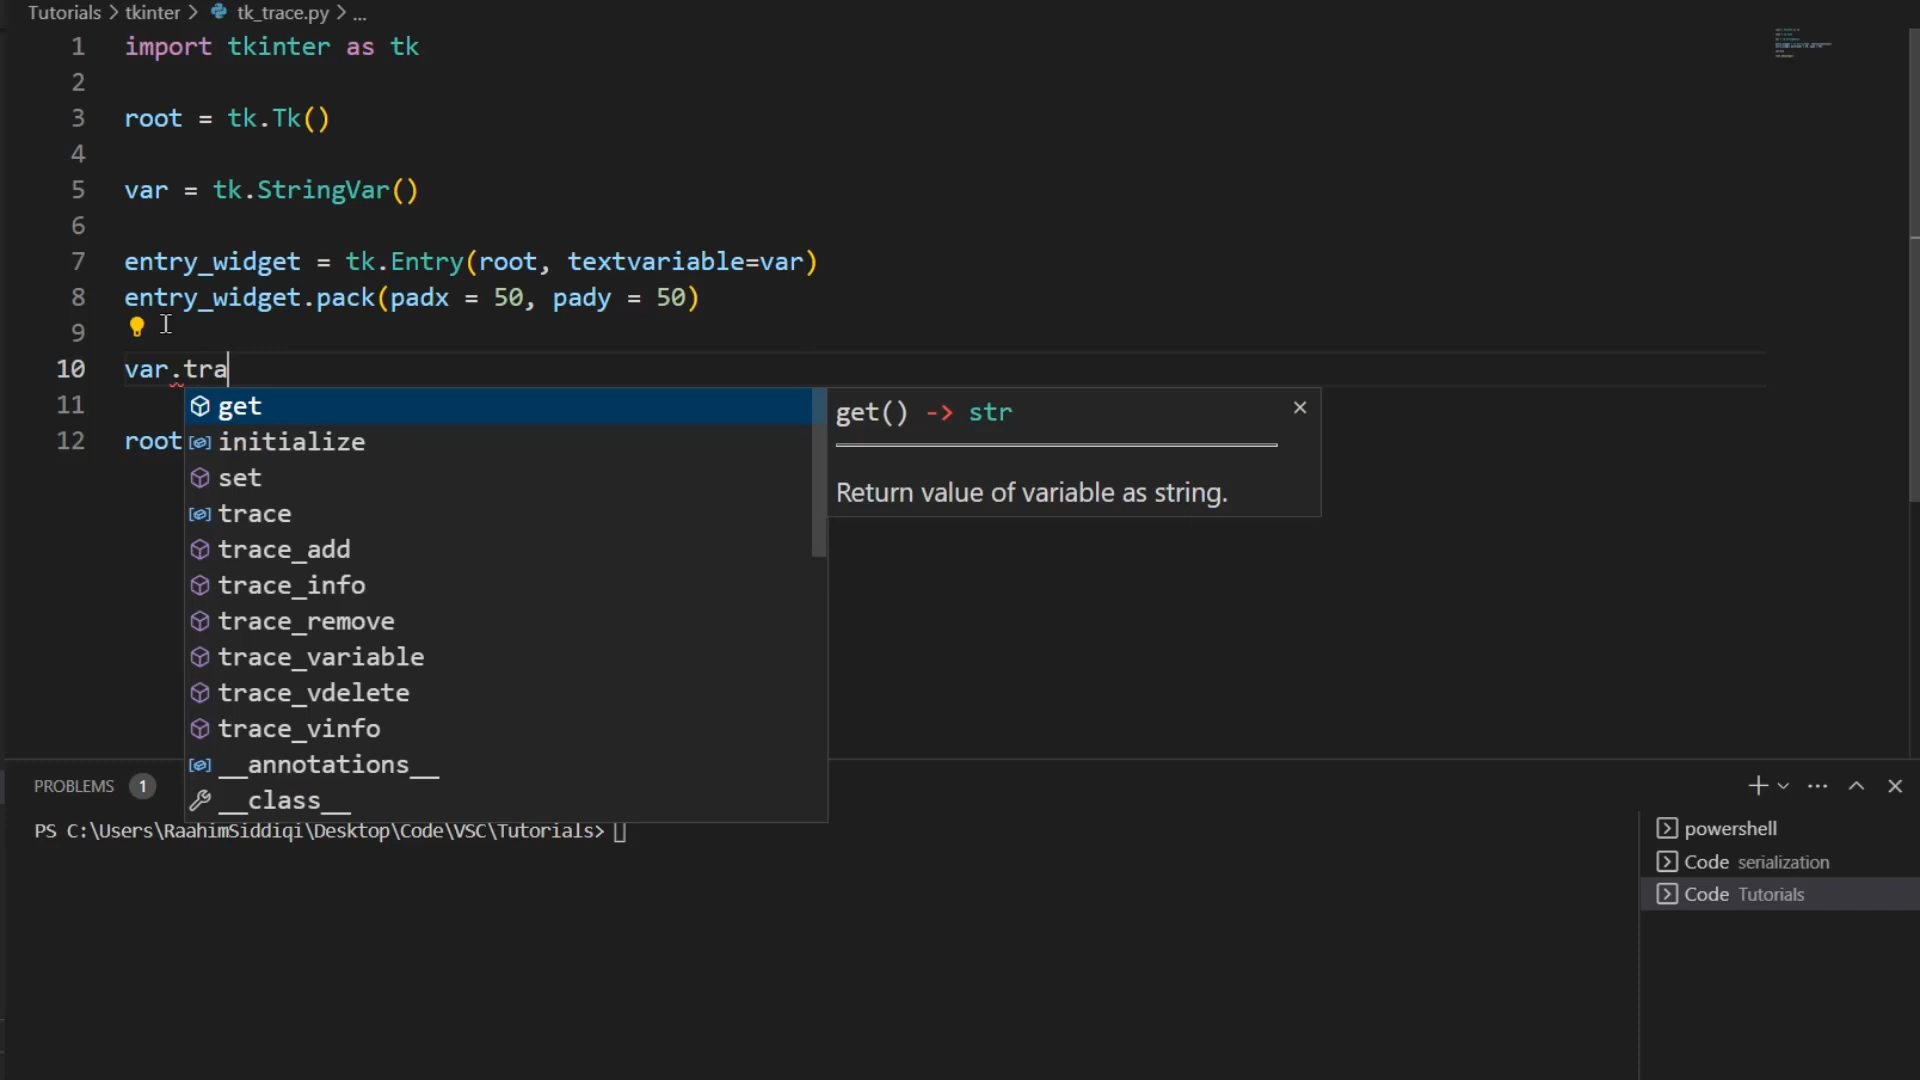 Tutorials > tkinter > tk_trace.py > ...
1 import tkinter as tk
2
3 root = tk.Tk()
4
5 var = tk.StringVar()
6
7 entry_widget = tk.Entry(root, textvariable=var)
8 entry_widget.pack(padx = 50, pady = 50)
9
10 var.tra
11
12 root
get
initialize
set
trace
trace_add
trace_info
trace_remove
trace_variable
trace_vdelete
trace_vinfo
__annotations__
__class__
get() -> str
Return value of variable as string.
PROBLEMS 1
PS C:\Users\RaahimSiddiqi\Desktop\Code\VSC\Tutorials>
powershell
Code serialization
Code Tutorials